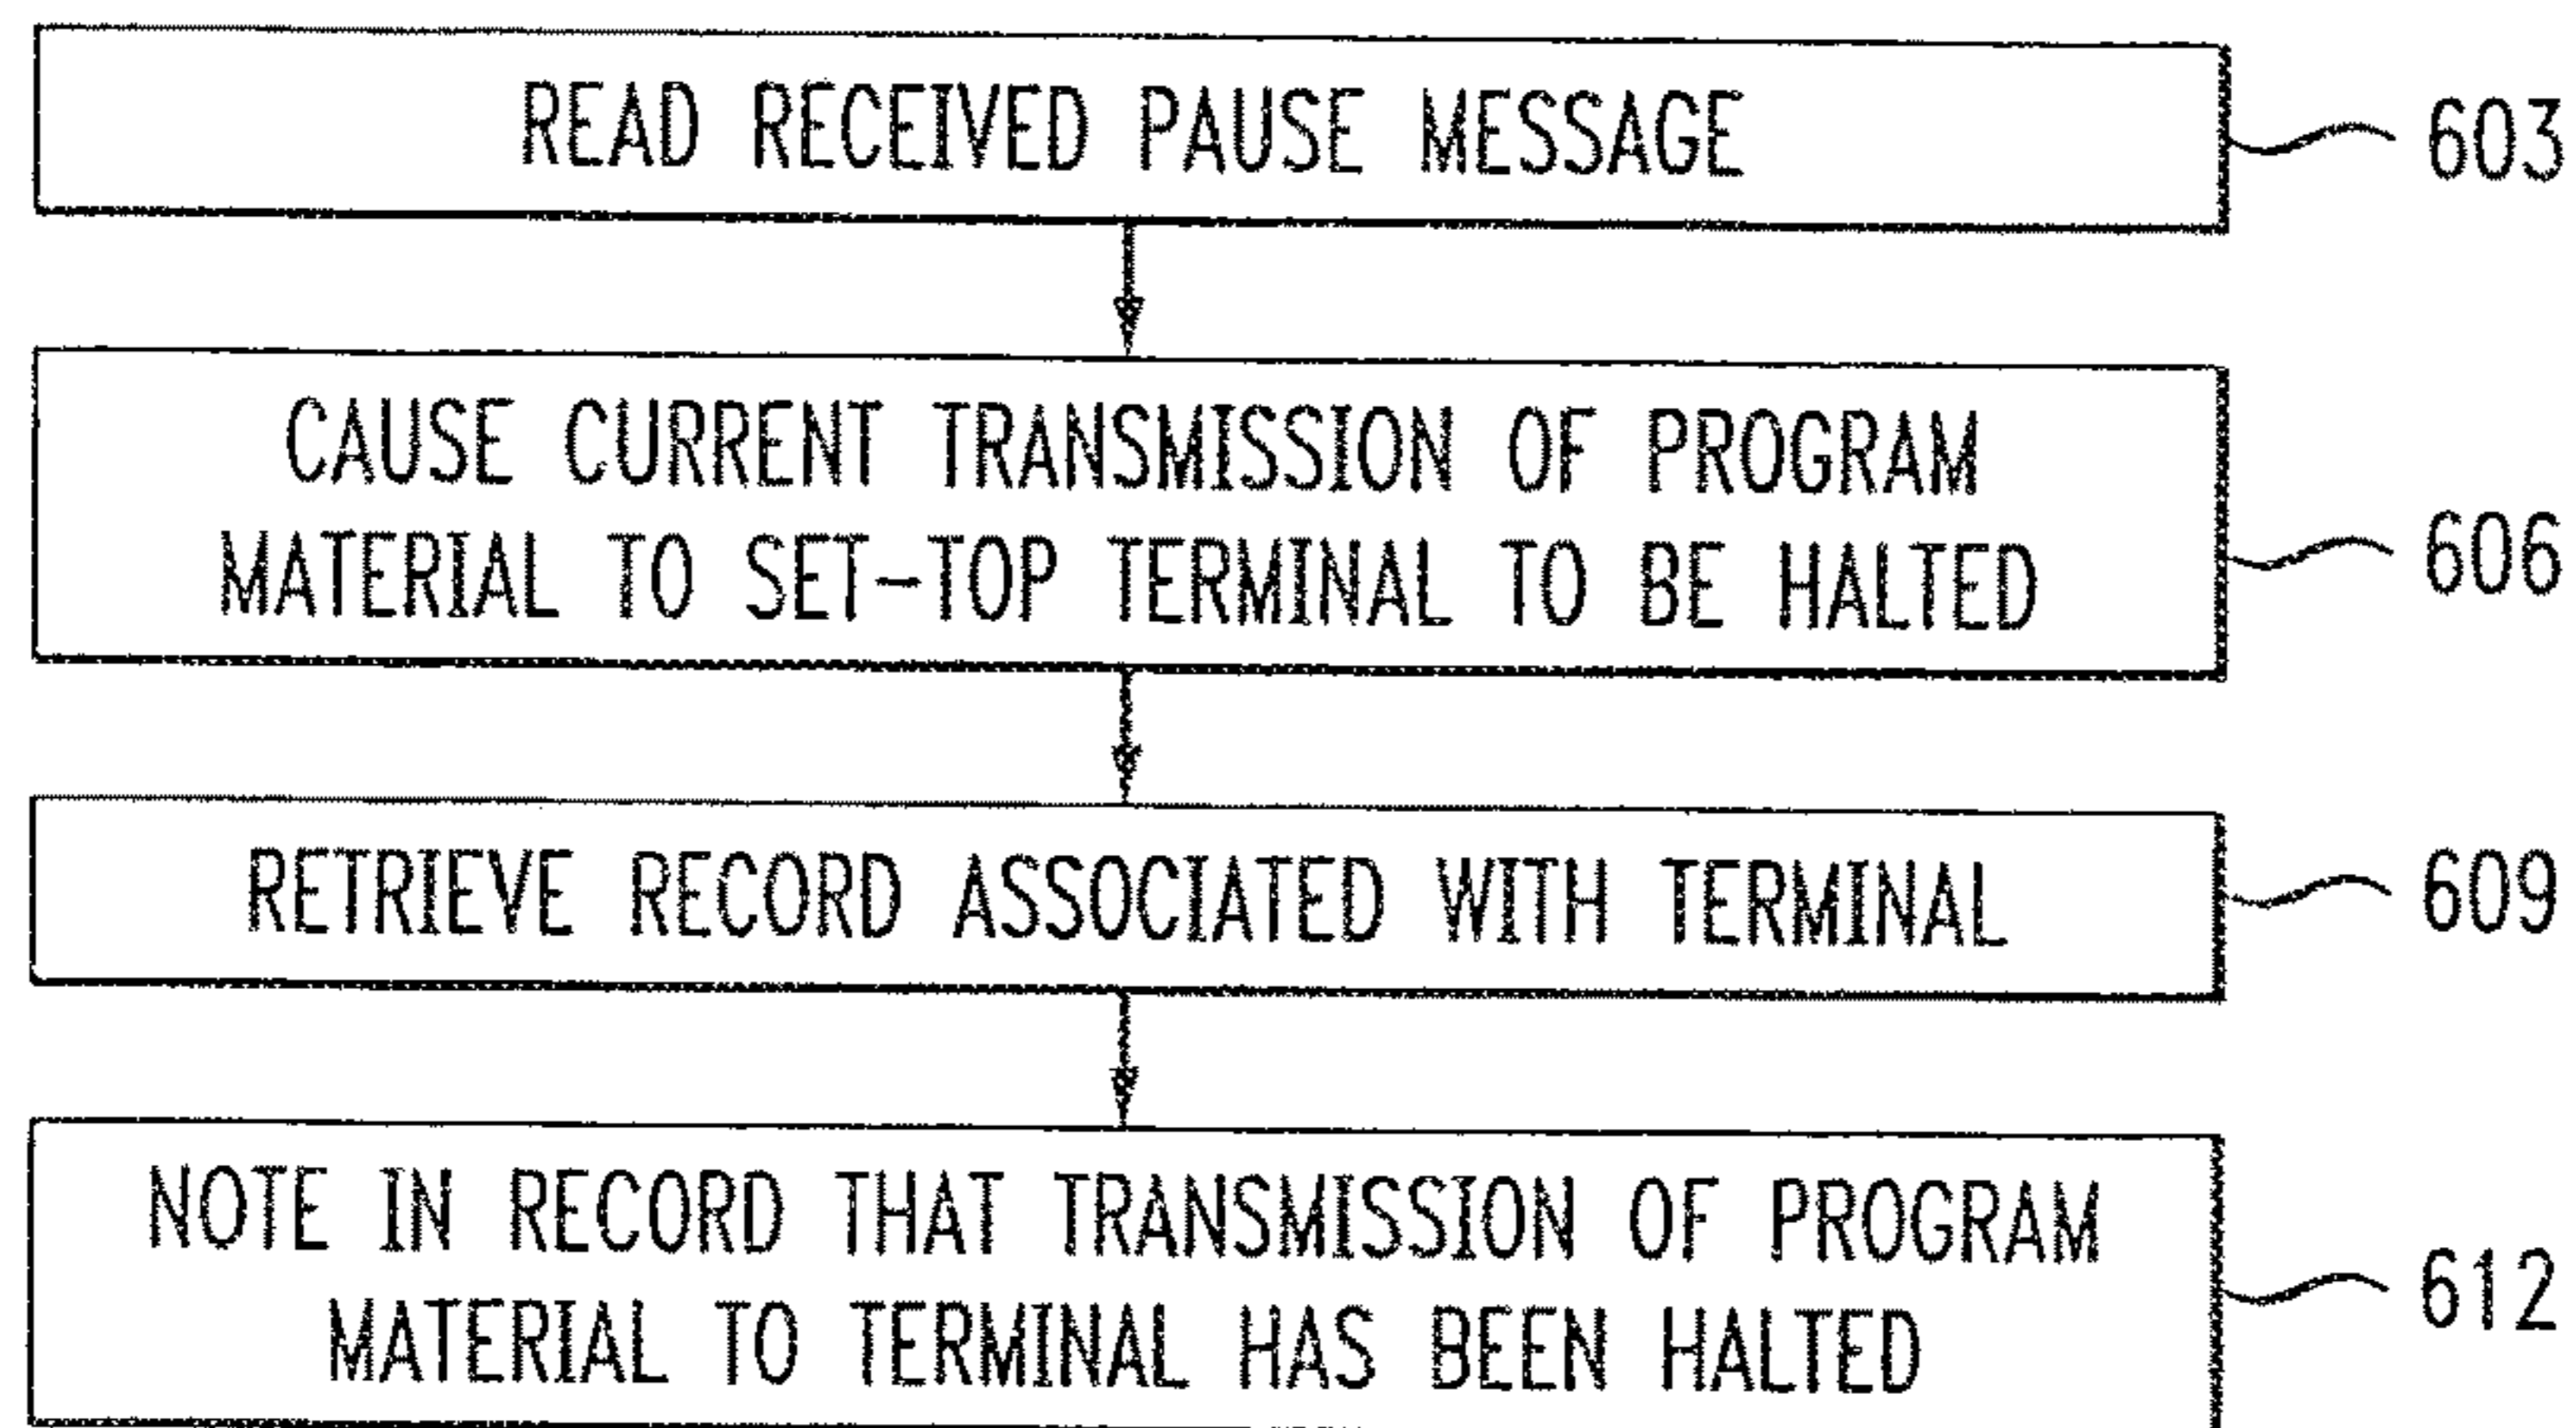 READ RECEIVED PAUSE MESSAGE
603
CAUSE CURRENT TRANSMISSION OF PROGRAM
MATERIAL TO SET-TOP TERMINAL TO BE HALTED
606
RETRIEVE RECORD ASSOCIATED WITH TERMINAL
609
NOTE IN RECORD THAT TRANSMISSION OF PROGRAM
MATERIAL TO TERMINAL HAS BEEN HALTED
612